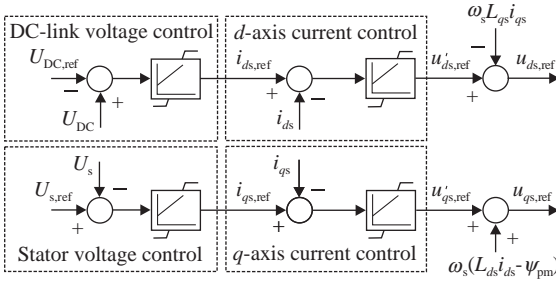 DC-link voltage control
d-axis current control
ωsLqsiqs
UDC,ref
−
+
UDC
ids,ref
+
−
ids
u′ds,ref
−
+
uds,ref
Us
Us,ref
−
+
iqs,ref
iqs
−
+
u′qs,ref
+
uqs,ref
+
Stator voltage control
q-axis current control
ωs(Ldsids-ψpm)